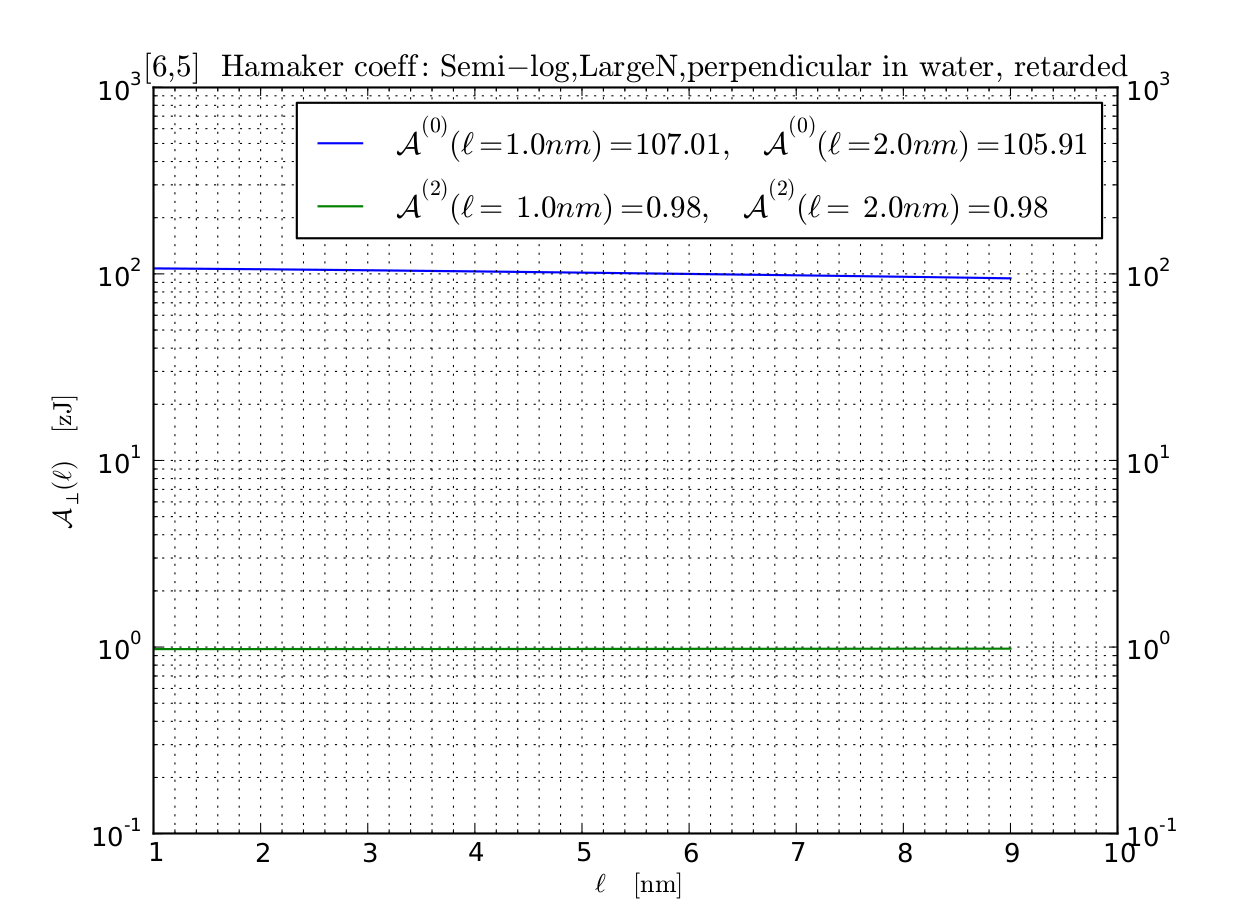 [6,5] Hamaker coeff: Semi−log,LargeN,perpendicular in water, retarded
10^3
10^3
𝒜^(0)(ℓ=1.0nm)=107.01, 𝒜^(0)(ℓ=2.0nm)=105.91
𝒜^(2)(ℓ= 1.0nm)=0.98, 𝒜^(2)(ℓ= 2.0nm)=0.98
10^2
10^2
𝒜_⊥(ℓ) [zJ]
10^1
10^1
10^0
10^0
10^-1
10^-1
1 2 3 4 5 6 7 8 9 10
ℓ [nm]